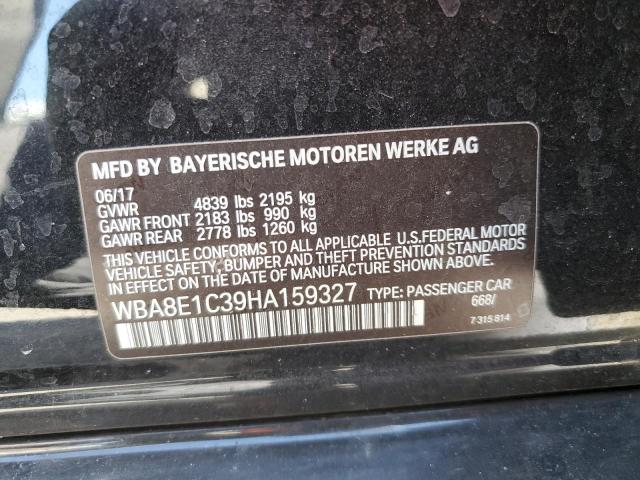 MFD BY BAYERISCHE MOTOREN WERKE AG
06/17
GVWR 4839 lbs 2195 kg
GAWR FRONT 2183 lbs 990 kg
GAWR REAR 2778 lbs 1260 kg
THIS VEHICLE CONFORMS TO ALL APPLICABLE U.S.FEDERAL MOTOR
VEHICLE SAFETY, BUMPER AND THEFT PREVENTION STANDARDS
IN EFFECT ON THE DATE OF MANUFACTURE SHOWN ABOVE.
WBA8E1C39HA159327 TYPE: PASSENGER CAR
668/
7 315 814